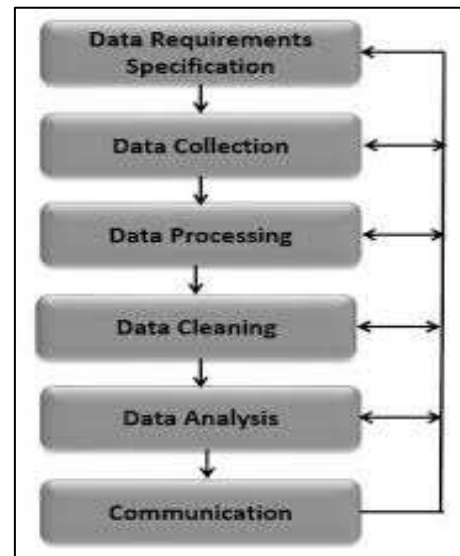 Data Requirements
Specification
Data Collection
Data Processing
Data Cleaning
Data Analysis
Communication